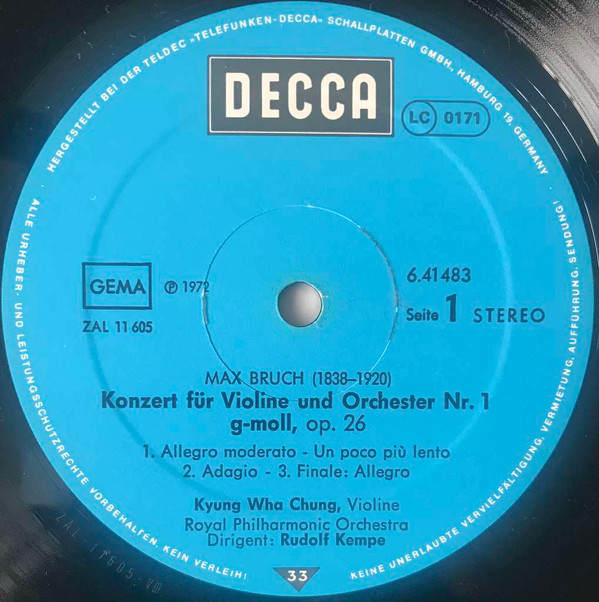 HERGESTELLT BEI DER TELDEC »TELEFUNKEN-DECCA« SCHALLPLATTEN GMBH., HAMBURG 19, GERMANY
DECCA
LC 0171
GEMA
℗ 1972
ZAL 11 605
6.41483
Seite 1 STEREO
MAX BRUCH (1838–1920)
Konzert für Violine und Orchester Nr. 1
g-moll, op. 26
1. Allegro moderato - Un poco più lento
2. Adagio - 3. Finale: Allegro
Kyung Wha Chung, Violine
Royal Philharmonic Orchestra
Dirigent: Rudolf Kempe
33
ALLE URHEBER- UND LEISTUNGSSCHUTZRECHTE VORBEHALTEN. KEIN VERLEIH!
KEINE UNERLAUBTE VERVIELFÄLTIGUNG, VERMIETUNG, AUFFÜHRUNG, SENDUNG!
ZAL 11605-